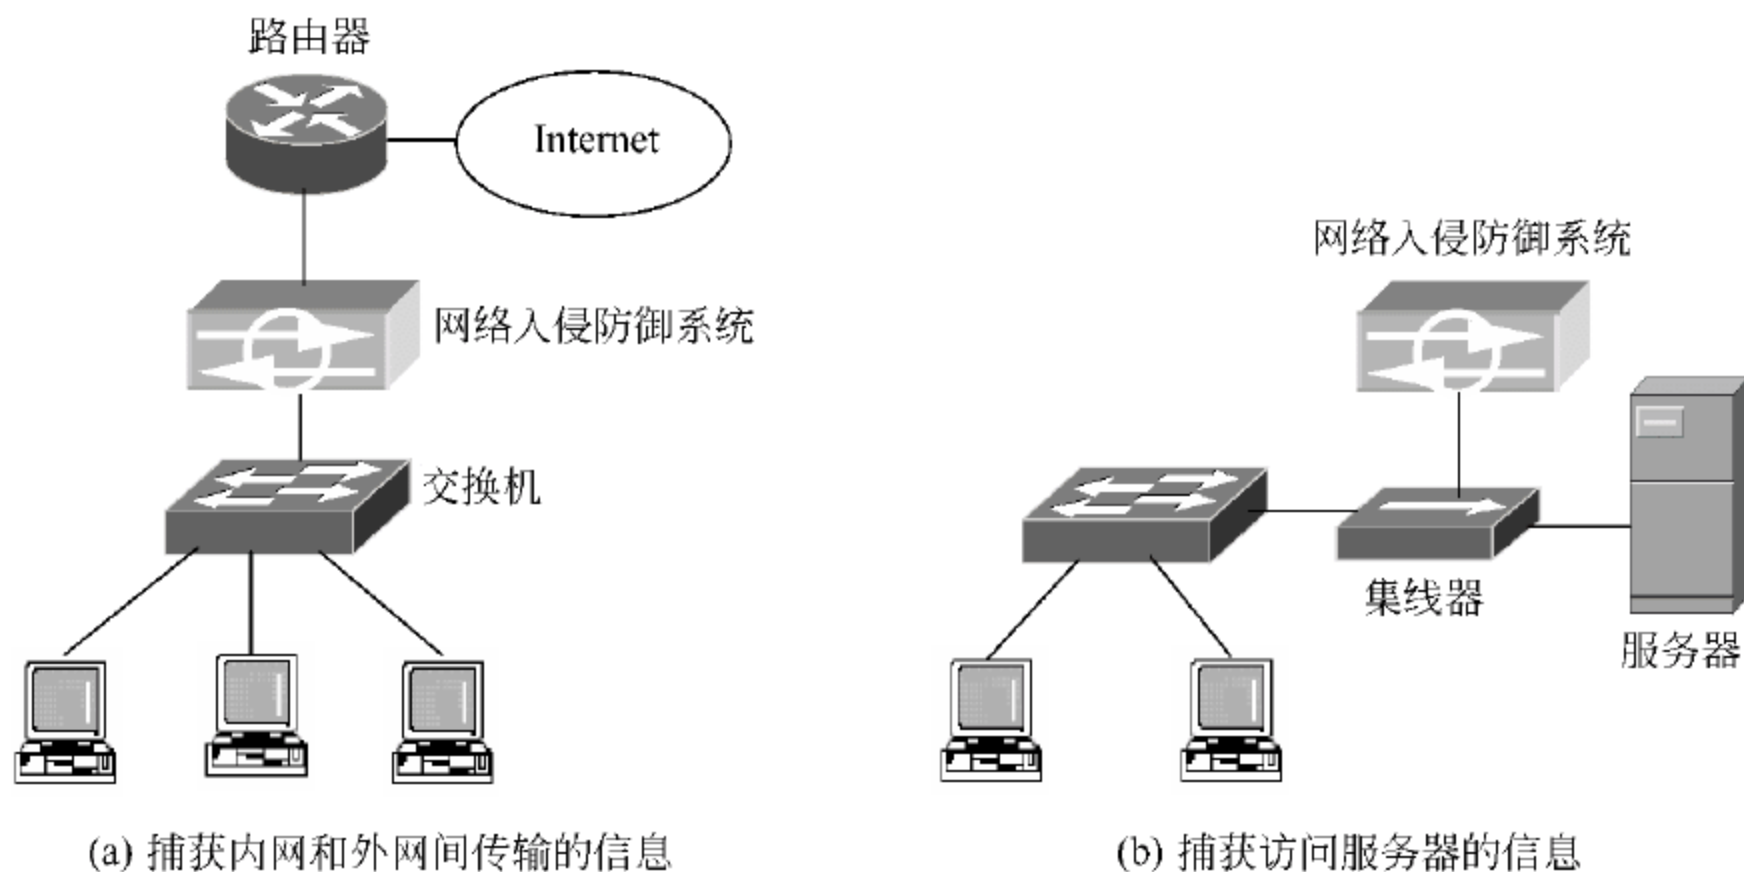 路由器
Internet
网络入侵防御系统
交换机
(a) 捕获内网和外网间传输的信息
网络入侵防御系统
集线器
服务器
(b) 捕获访问服务器的信息